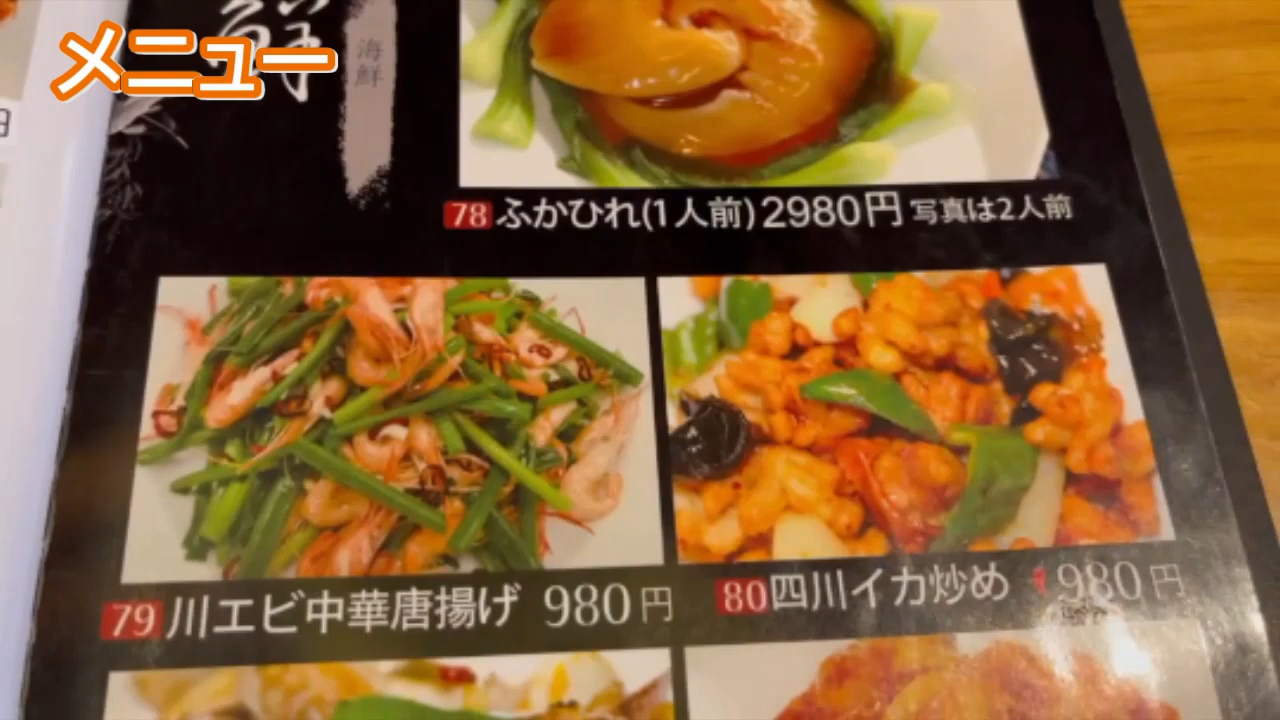 メニュー
海鮮
78 ふかひれ(1人前) 2980円 写真は2人前
79 川エビ中華唐揚げ 980円
80 四川イカ炒め 980円